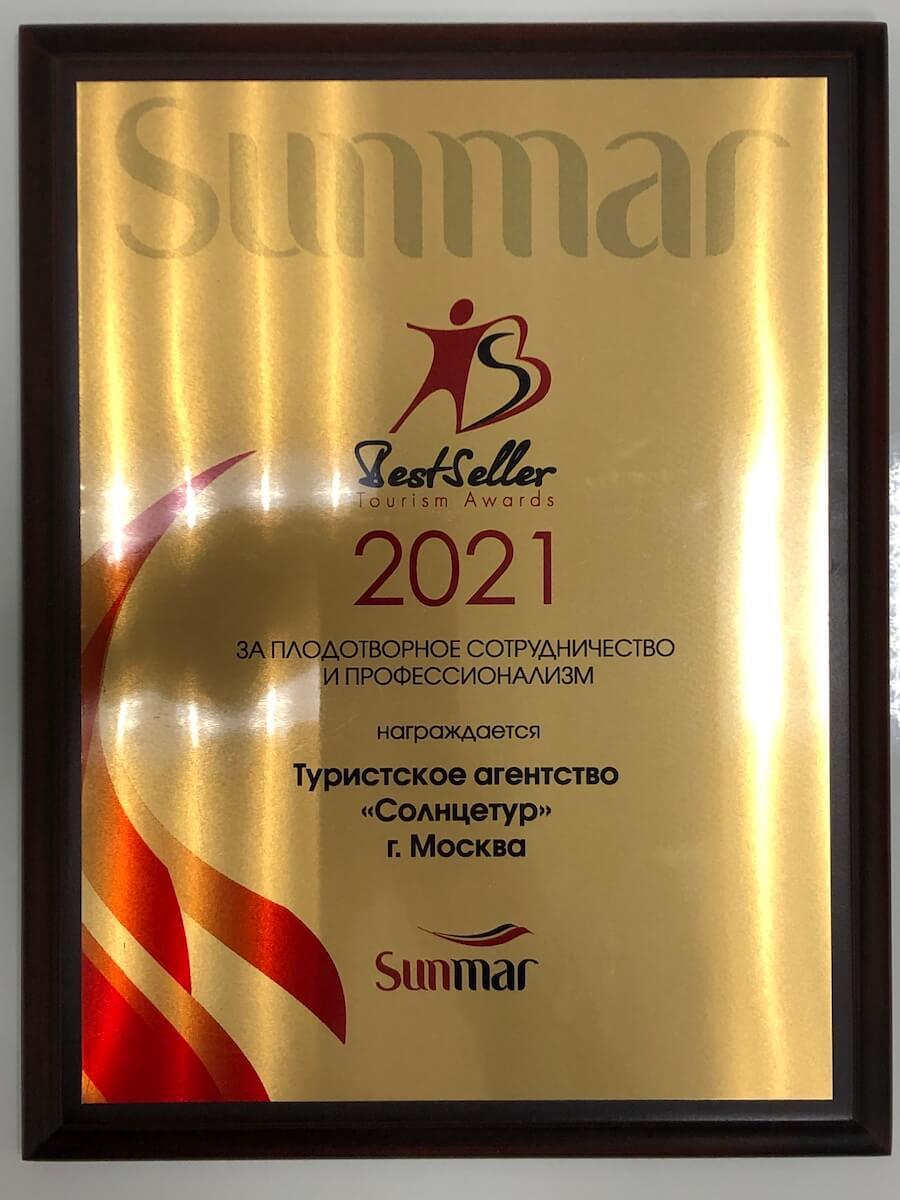 Sunmar
BestSeller
Tourism Awards
2021
ЗА ПЛОДОТВОРНОЕ СОТРУДНИЧЕСТВО
И ПРОФЕССИОНАЛИЗМ
награждается
Туристское агентство
«Солнцетур»
г. Москва
Sunmar